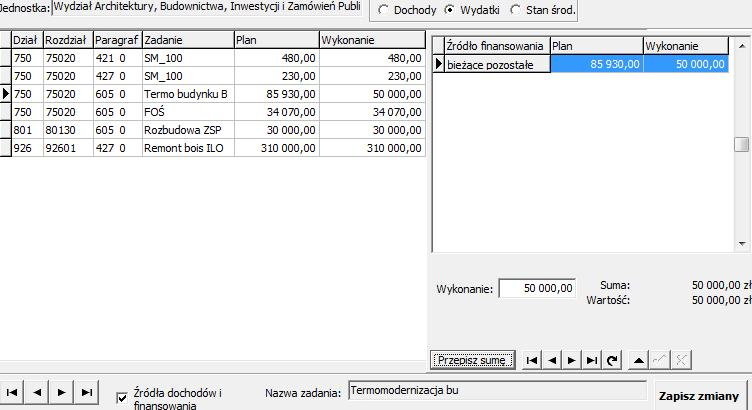 Jednostka: Wydział Architektury, Budownictwa, Inwestycji i Zamówień Publi
Dochody Wydatki Stan środ.
Dział Rozdział Paragraf Zadanie Plan Wykonanie
750 75020 421 0 SM_100 480,00 480,00
750 75020 427 0 SM_100 230,00 230,00
750 75020 605 0 Termo budynku B 85 930,00 50 000,00
750 75020 605 0 FOŚ 34 070,00 34 070,00
801 80130 605 0 Rozbudowa ZSP 30 000,00 30 000,00
926 92601 427 0 Remont bois ILO 310 000,00 310 000,00
Źródło finansowania Plan Wykonanie
bieżące pozostałe 85 930,00 50 000,00
Wykonanie: 50 000,00 Suma: 50 000,00 zł
Wartość: 50 000,00 zł
Przepisz sumę
Źródła dochodów i
finansowania
Nazwa zadania: Termomodernizacja bu
Zapisz zmiany